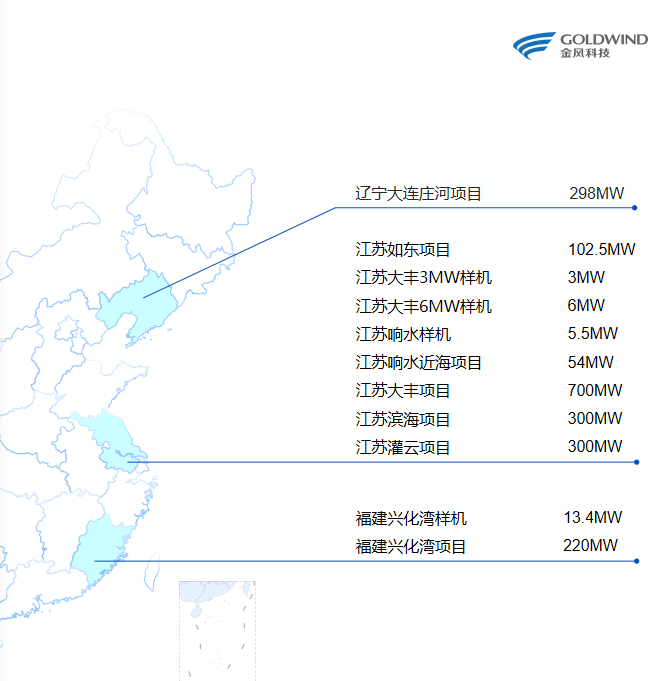 GOLDWIND
金风科技
辽宁大连庄河项目 298MW
江苏如东项目 102.5MW
江苏大丰3MW样机 3MW
江苏大丰6MW样机 6MW
江苏响水样机 5.5MW
江苏响水近海项目 54MW
江苏大丰项目 700MW
江苏滨海项目 300MW
江苏灌云项目 300MW
福建兴化湾样机 13.4MW
福建兴化湾项目 220MW